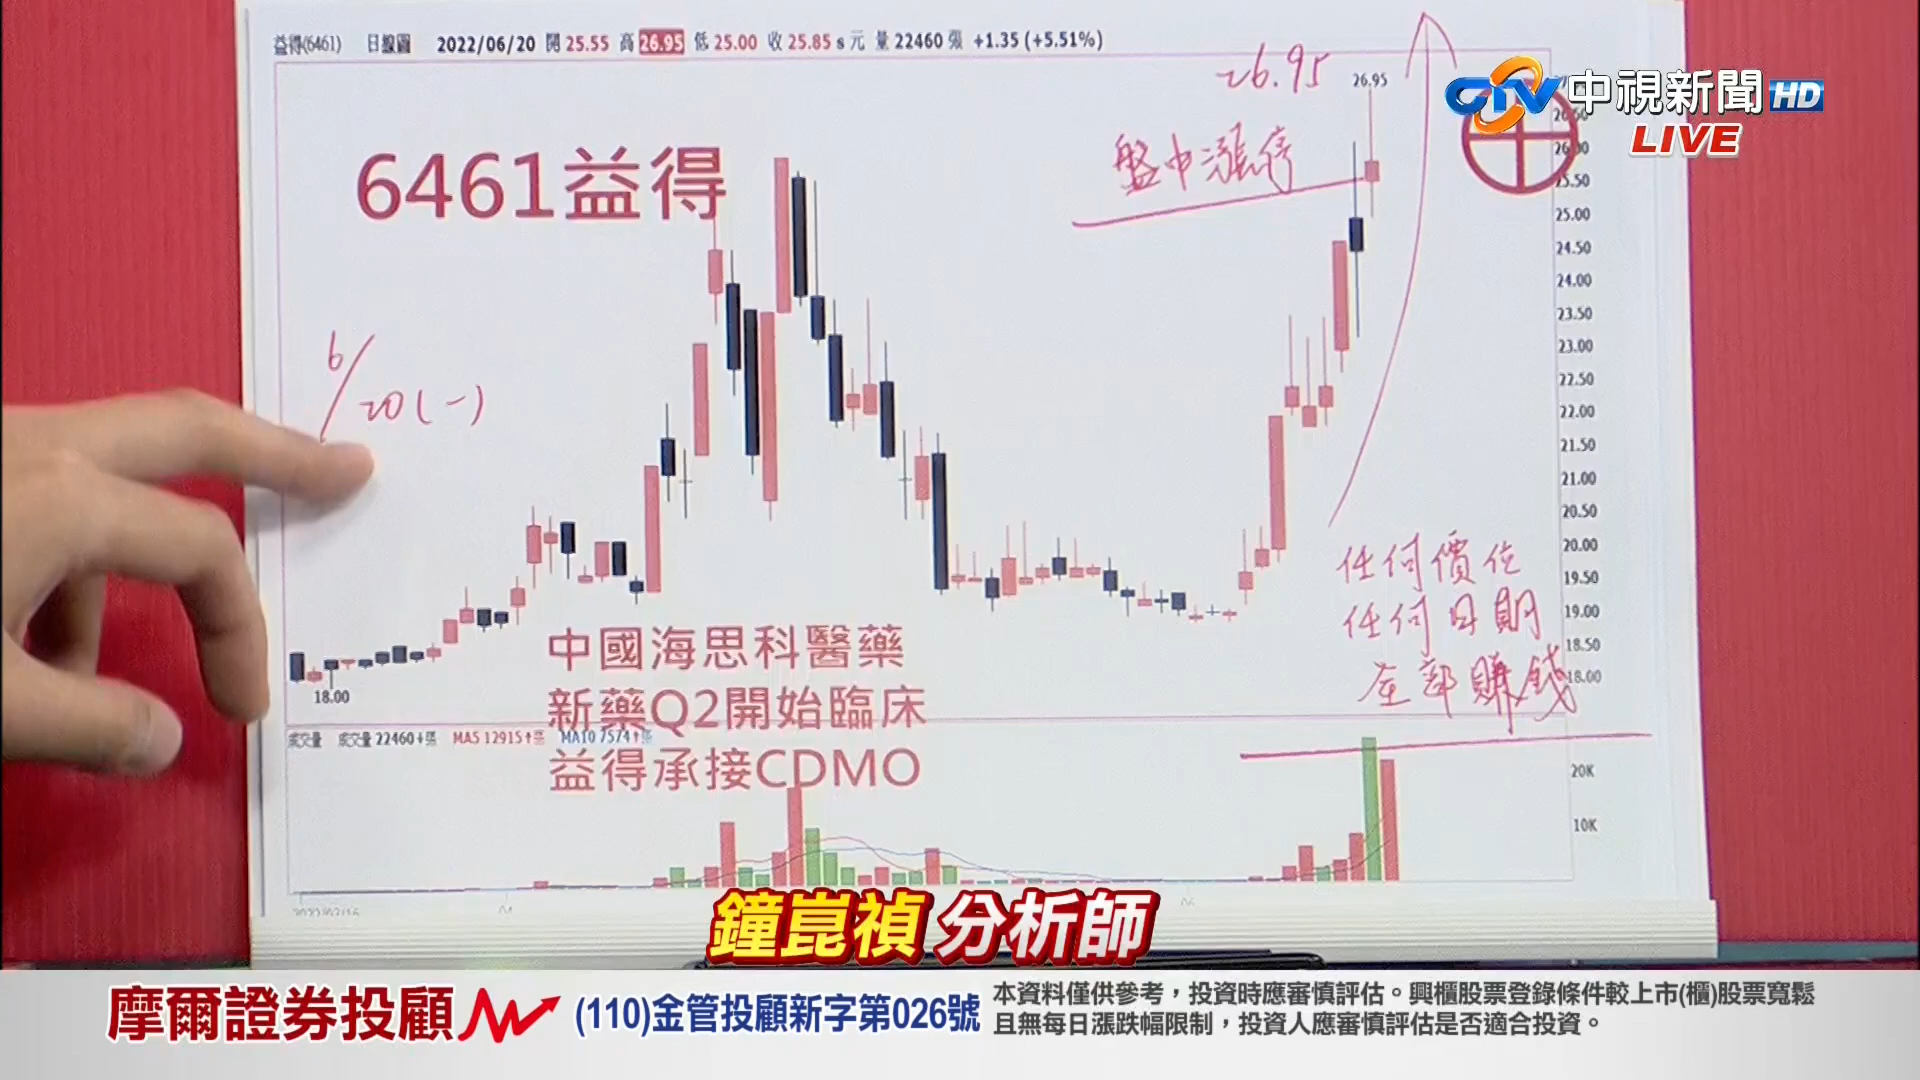 益得(6461) 日線圖 2022/06/20 開 25.55 高 26.95 低 25.00 收 25.85 s 元 量 22460 張 +1.35 (+5.51%)
26.95
26.95
CTV 中視新聞 HD
LIVE
6461益得
盤中漲停
6/20(一)
26.00
25.50
25.00
24.50
24.00
23.50
23.00
22.50
22.00
21.50
21.00
20.50
20.00
19.50
19.00
18.50
18.00
任何價位
任何日期
全部賺錢
18.00
中國海思科醫藥
新藥Q2開始臨床
益得承接CDMO
成交量 成交量 22460↓張 MA5 12915↑張 MA10 7574↑張
20K
10K
鐘崑禎 分析師
摩爾證券投顧 (110)金管投顧新字第026號
本資料僅供參考，投資時應審慎評估。興櫃股票登錄條件較上市(櫃)股票寬鬆
且無每日漲跌幅限制，投資人應審慎評估是否適合投資。